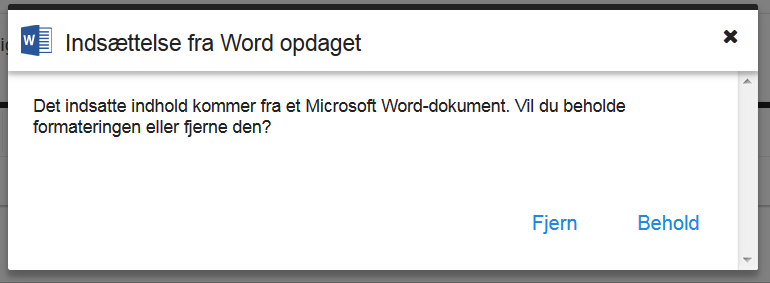 Indsættelse fra Word opdaget
Det indsatte indhold kommer fra et Microsoft Word-dokument. Vil du beholde
formateringen eller fjerne den?
Fjern Behold